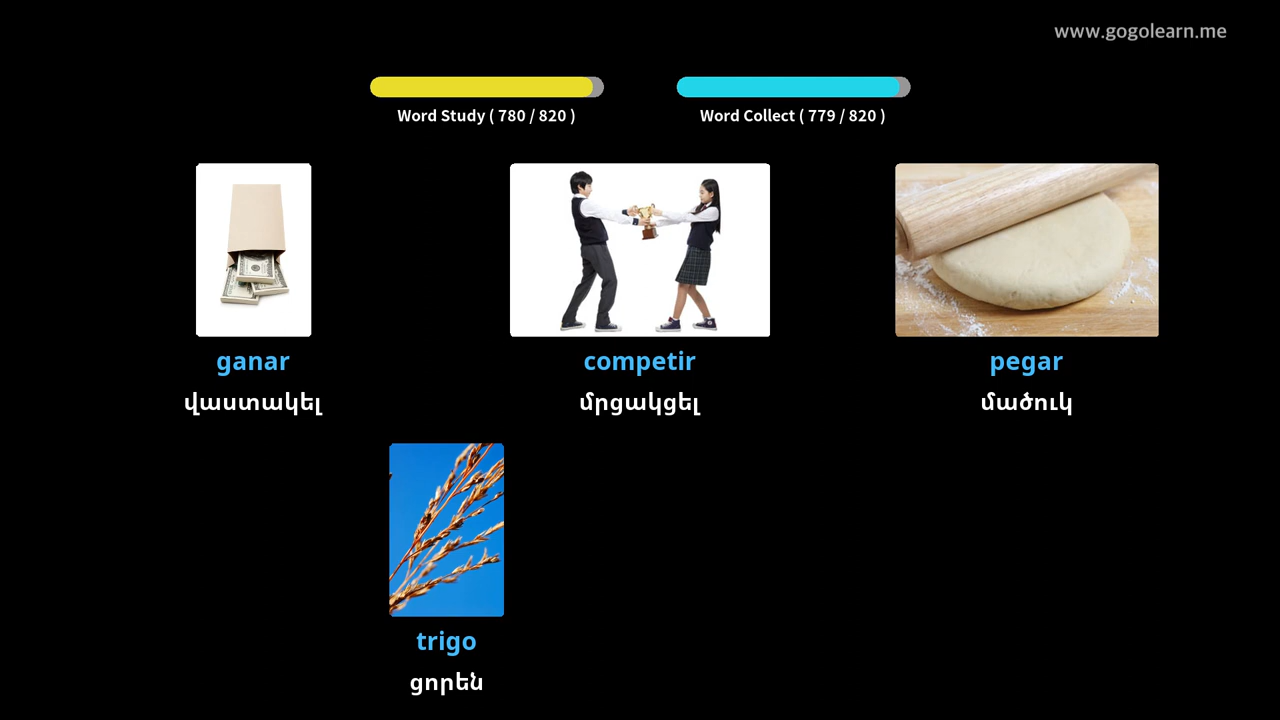 www.gogolearn.me
Word Study ( 780 / 820 )
Word Collect ( 779 / 820 )
ganar
վաստակել
competir
մրցակցել
pegar
մածուկ
trigo
ցորեն